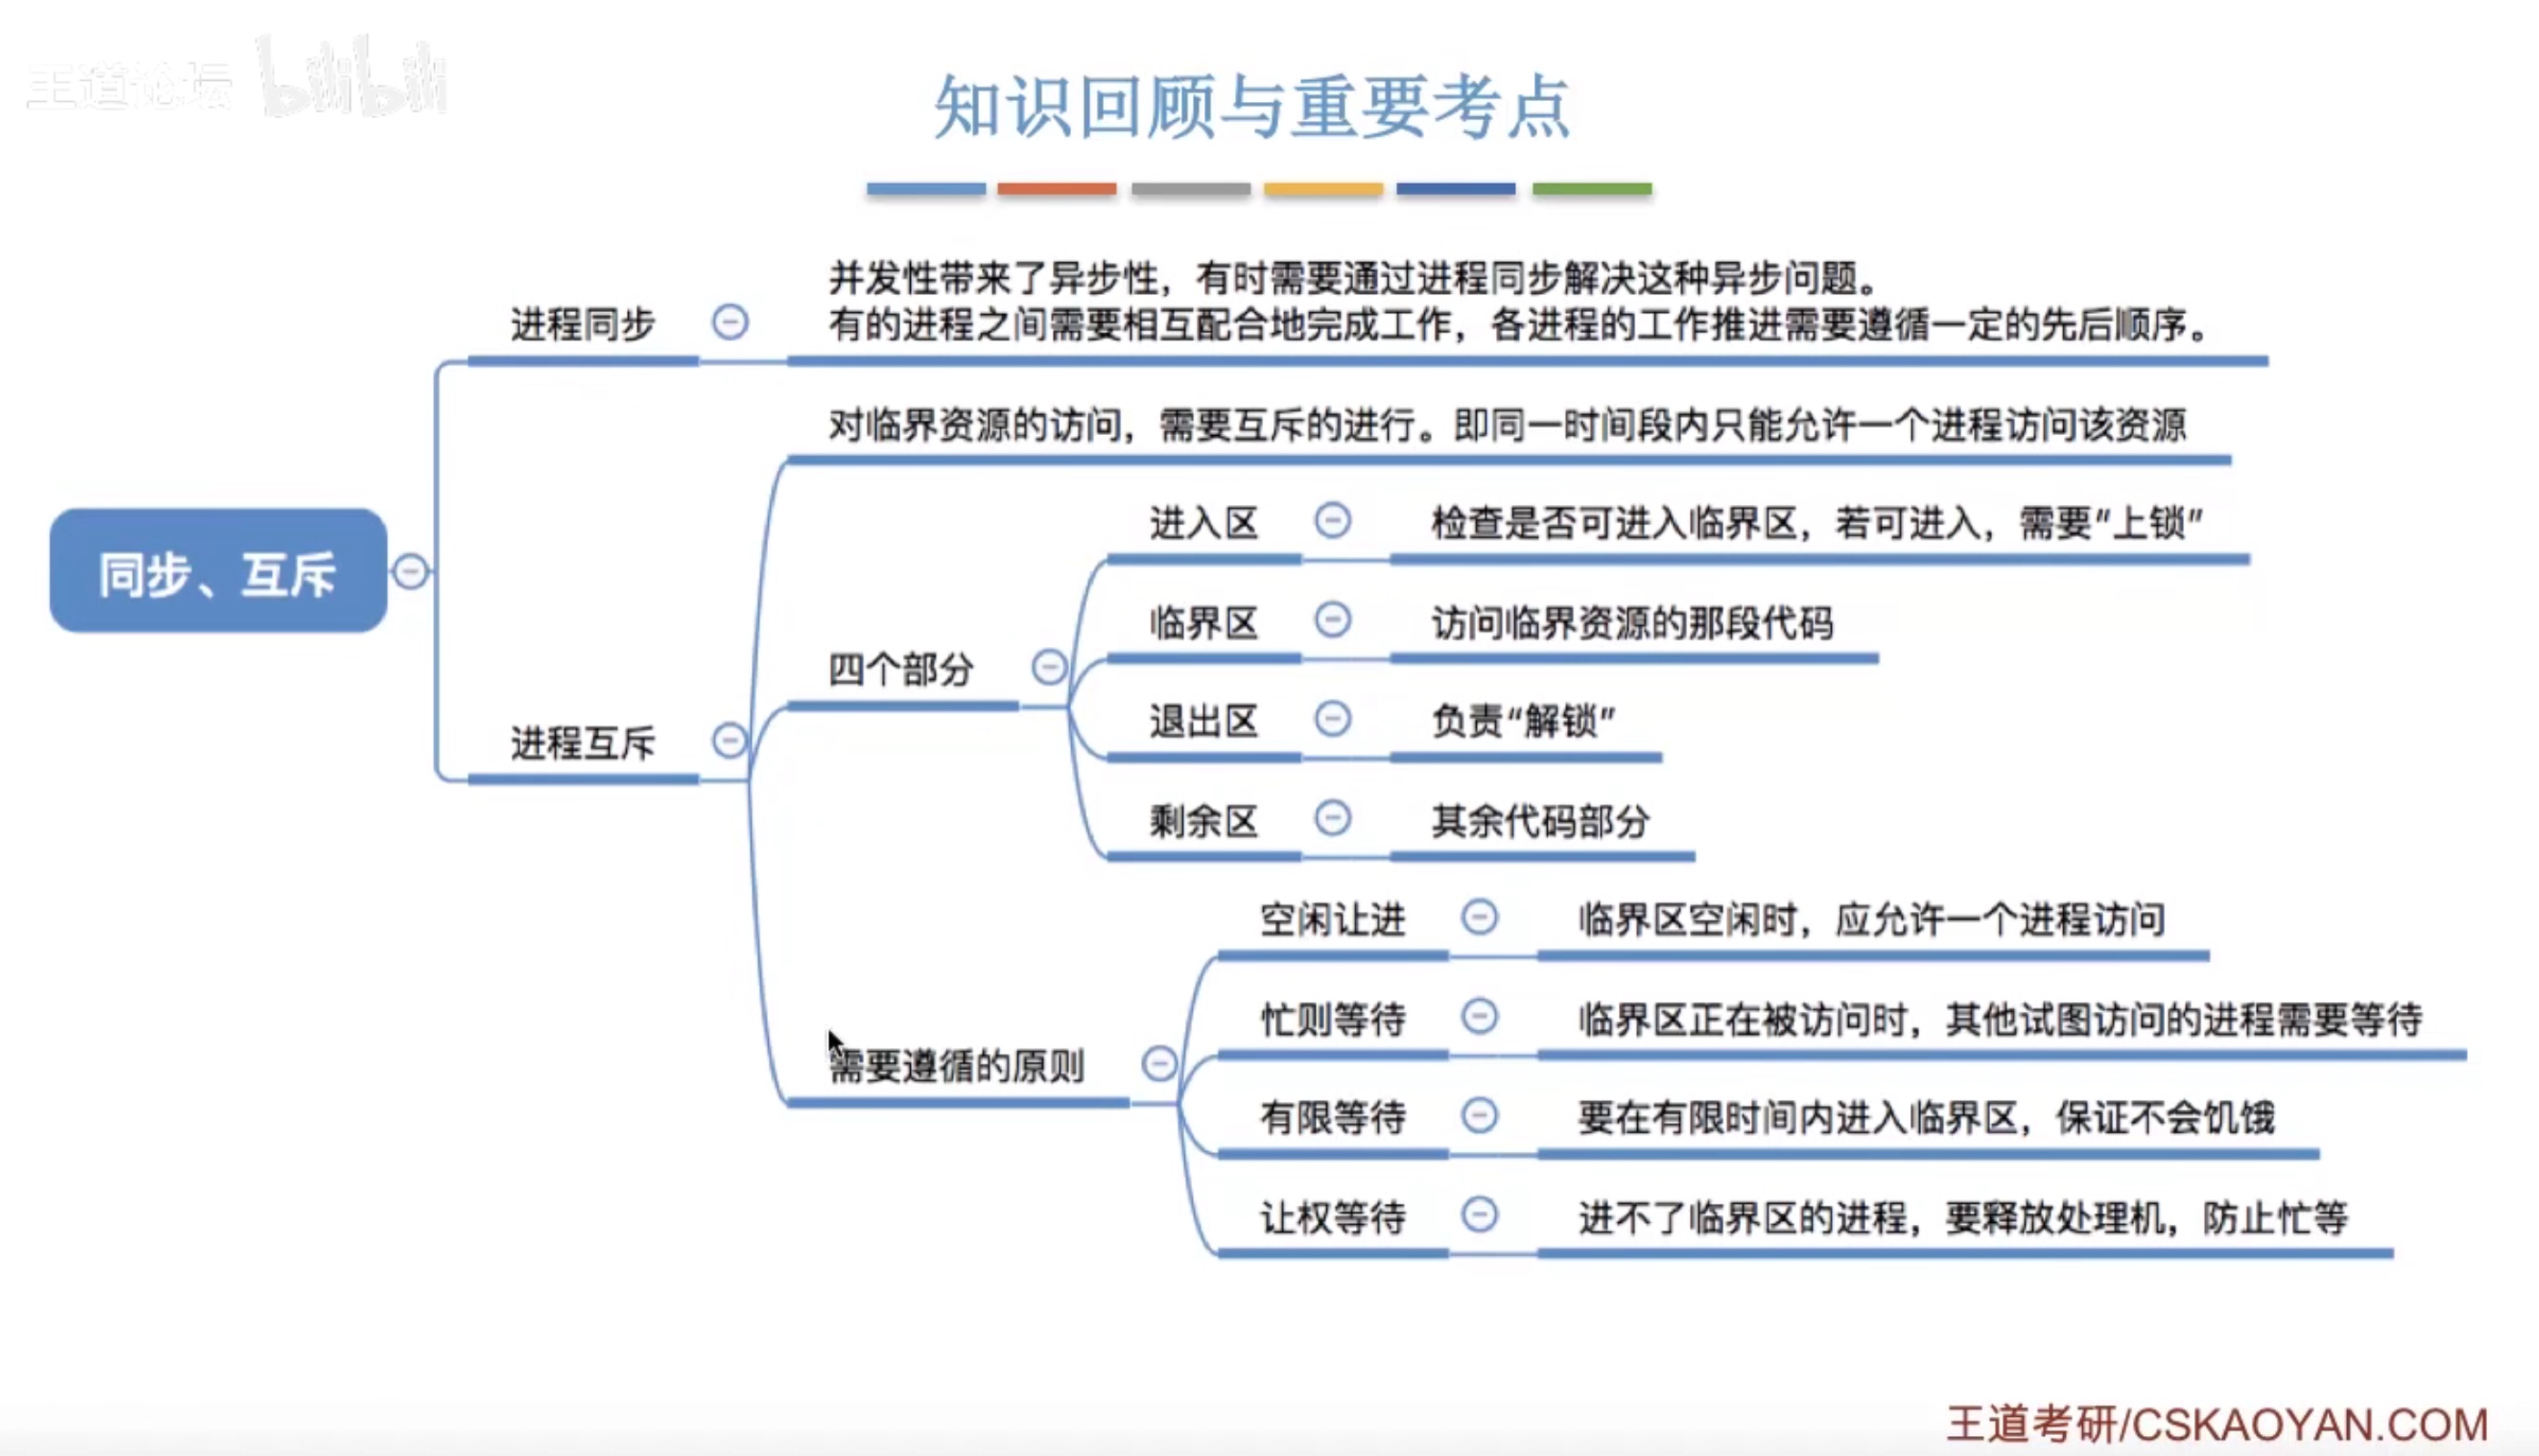 王道论坛 bilibili
知识回顾与重要考点
并发性带来了异步性，有时需要通过进程同步解决这种异步问题。
进程同步 有的进程之间需要相互配合地完成工作，各进程的工作推进需要遵循一定的先后顺序。
对临界资源的访问，需要互斥的进行。即同一时间段内只能允许一个进程访问该资源
进入区 检查是否可进入临界区，若可进入，需要“上锁”
同步、互斥
临界区 访问临界资源的那段代码
四个部分
退出区 负责“解锁”
进程互斥
剩余区 其余代码部分
空闲让进 临界区空闲时，应允许一个进程访问
忙则等待 临界区正在被访问时，其他试图访问的进程需要等待
需要遵循的原则
有限等待 要在有限时间内进入临界区，保证不会饥饿
让权等待 进不了临界区的进程，要释放处理机，防止忙等
王道考研/CSKAOYAN.COM